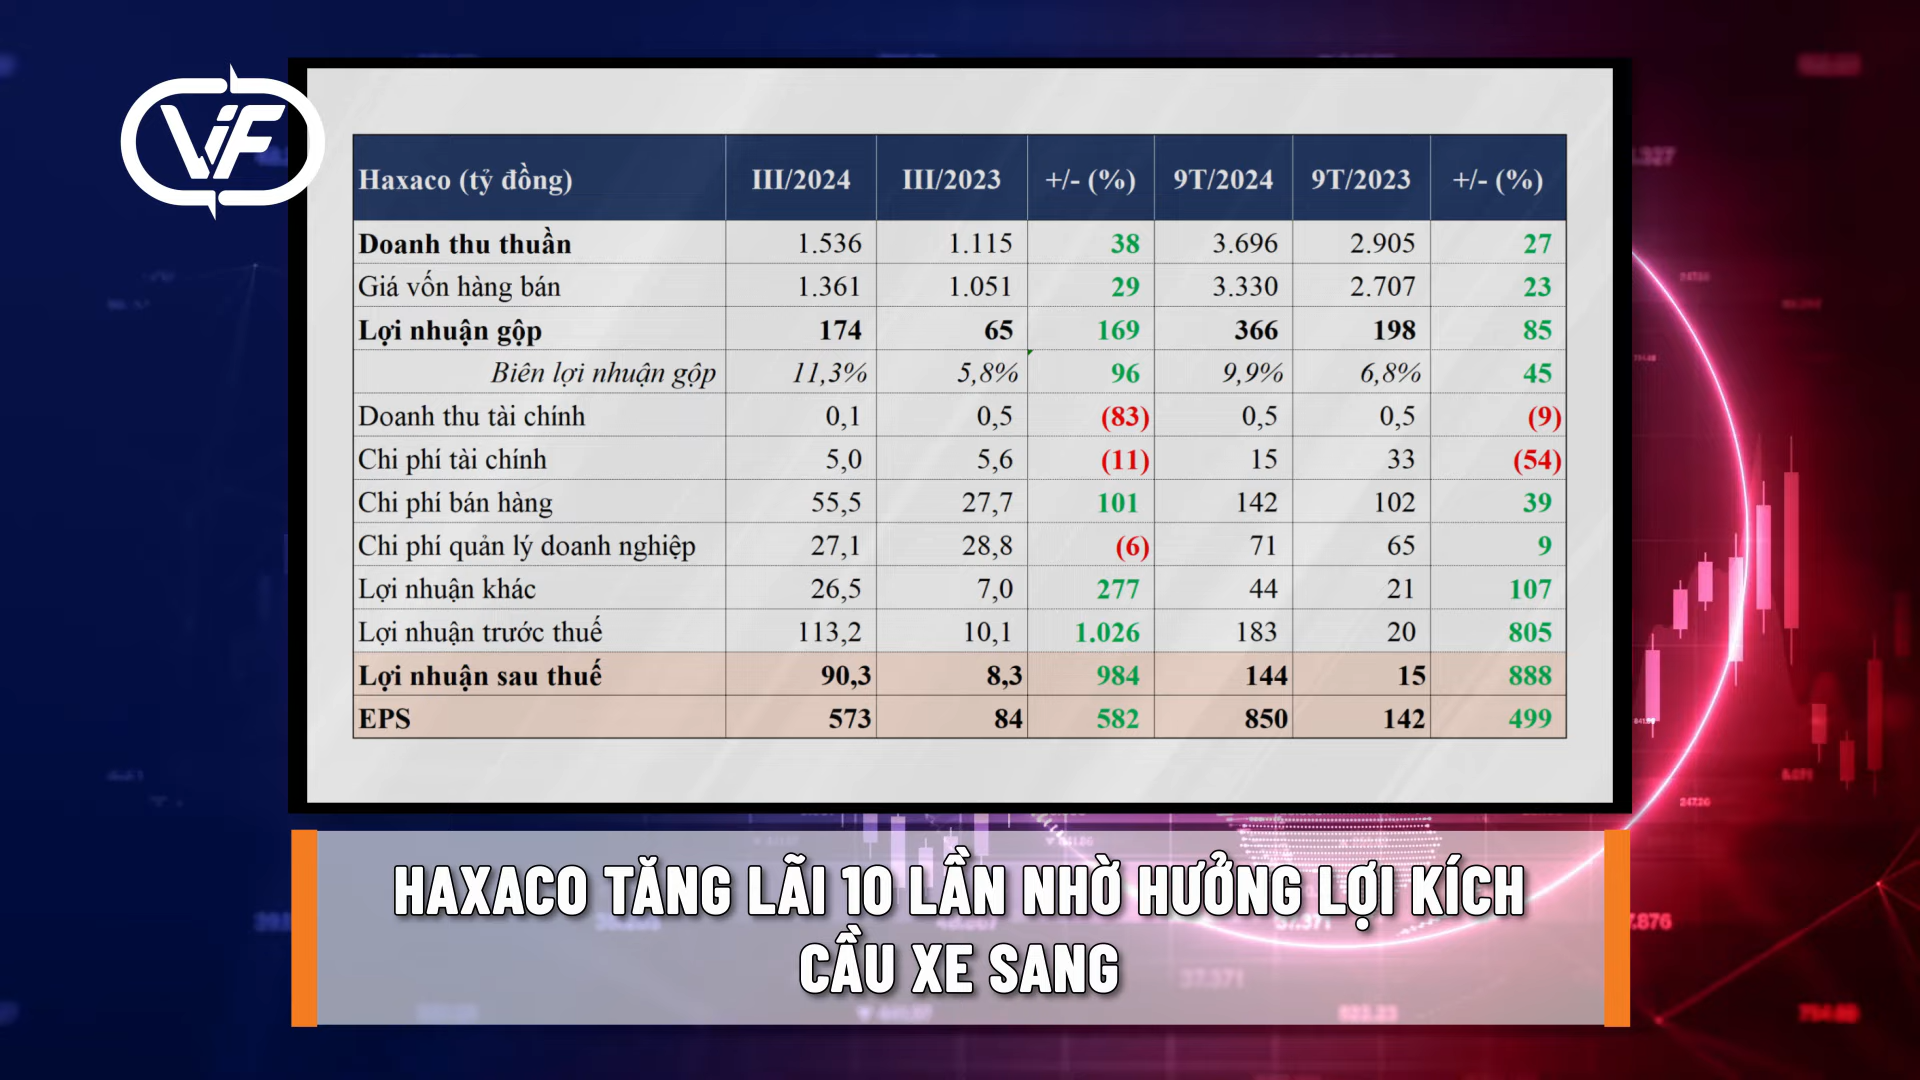 VIF
Haxaco (tỷ đồng) III/2024 III/2023 +/- (%) 9T/2024 9T/2023 +/- (%)
Doanh thu thuần 1.536 1.115 38 3.696 2.905 27
Giá vốn hàng bán 1.361 1.051 29 3.330 2.707 23
Lợi nhuận gộp 174 65 169 366 198 85
Biên lợi nhuận gộp 11,3% 5,8% 96 9,9% 6,8% 45
Doanh thu tài chính 0,1 0,5 (83) 0,5 0,5 (9)
Chi phí tài chính 5,0 5,6 (11) 15 33 (54)
Chi phí bán hàng 55,5 27,7 101 142 102 39
Chi phí quản lý doanh nghiệp 27,1 28,8 (6) 71 65 9
Lợi nhuận khác 26,5 7,0 277 44 21 107
Lợi nhuận trước thuế 113,2 10,1 1.026 183 20 805
Lợi nhuận sau thuế 90,3 8,3 984 144 15 888
EPS 573 84 582 850 142 499
HAXACO TĂNG LÃI 10 LẦN NHỜ HƯỞNG LỢI KÍCH
CẦU XE SANG